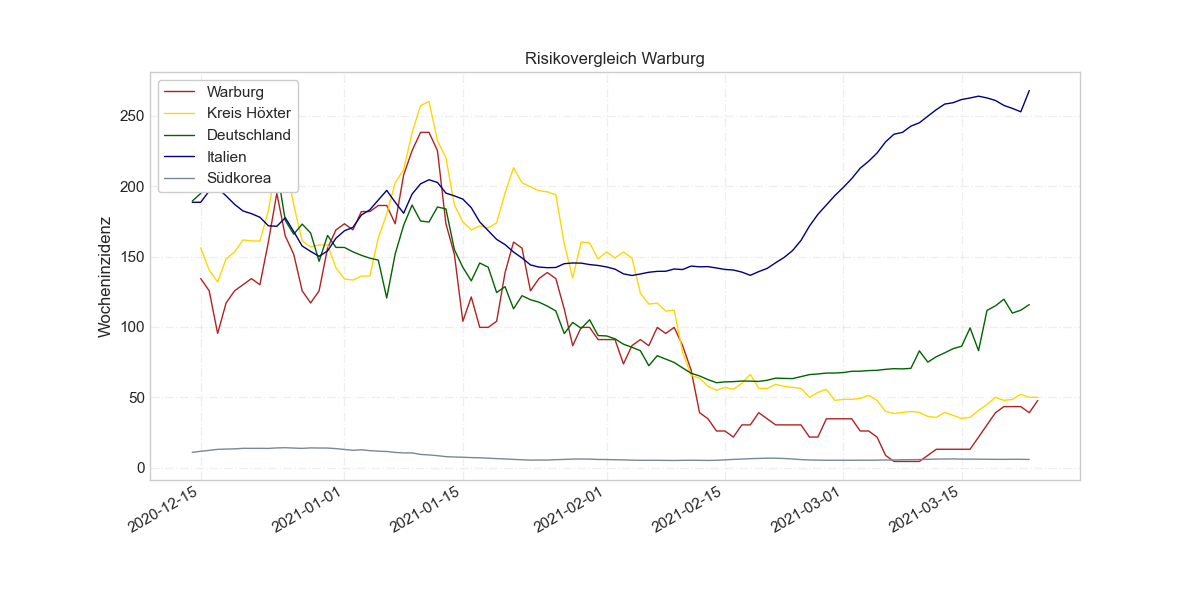 Risikovergleich Warburg
Warburg
Kreis Höxter
Deutschland
Italien
Südkorea
Wocheninzidenz
250
200
150
100
50
0
2020-12-15
2021-01-01
2021-01-15
2021-02-01
2021-02-15
2021-03-01
2021-03-15